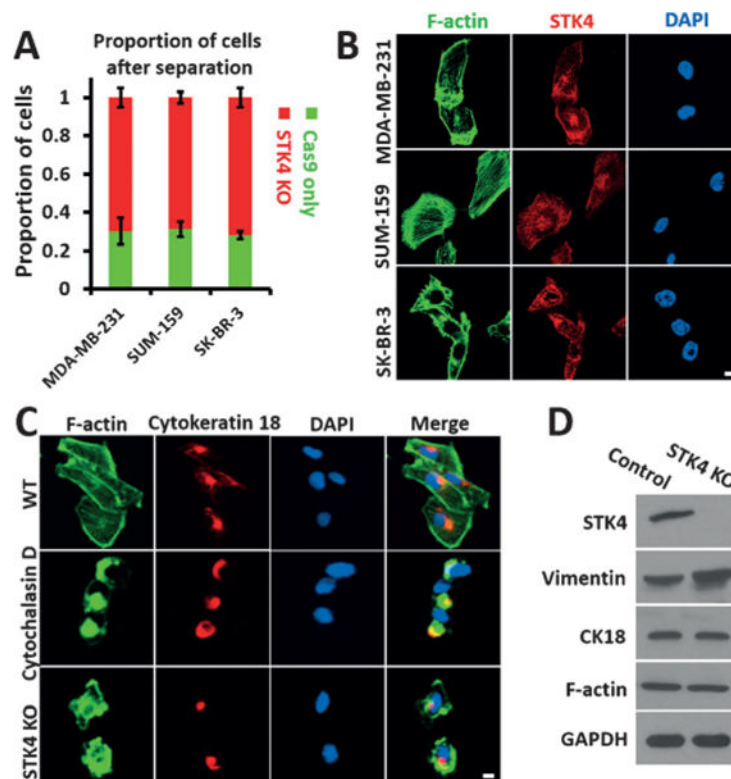 A
Proportion of cells
after separation
Proportion of cells
1
0.8
0.6
0.4
0.2
0
MDA-MB-231
SUM-159
SK-BR-3
STK4 KO
Cas9 only
B
F-actin
STK4
DAPI
MDA-MB-231
SUM-159
SK-BR-3
C
F-actin
Cytokeratin 18
DAPI
Merge
WT
Cytochalasin D
STK4 KO
D
Control
STK4 KO
STK4
Vimentin
CK18
F-actin
GAPDH